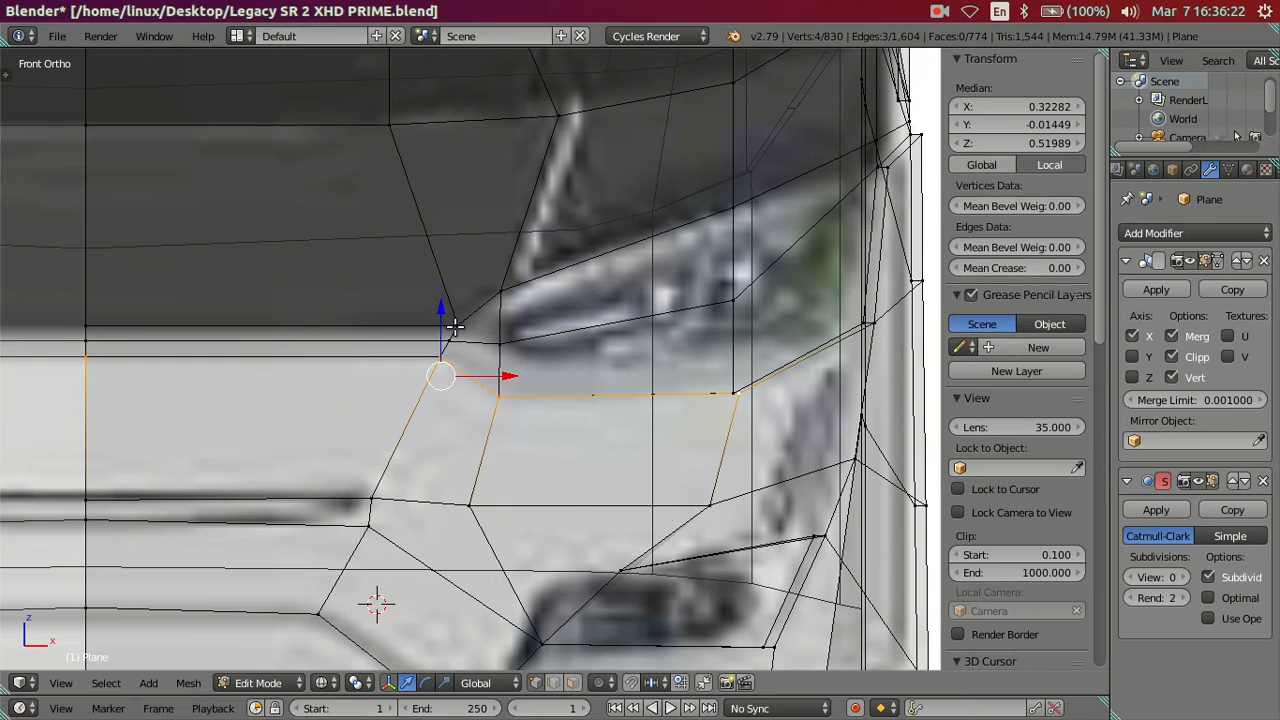 Blender* [/home/linux/Desktop/Legacy SR 2 XHD PRIME.blend]
En
(100%)
Mar 7 16:36:22
File
Render
Window
Help
Default
Scene
Cycles Render
v2.79 | Verts:4/830 | Edges:3/1,604 | Faces:0/774 | Tris:1,544 | Mem:14.79M (41.33M) | Plane
Front Ortho
Transform
Median:
X: 0.32282
Y: -0.01449
Z: 0.51989
Global
Local
Vertices Data:
Mean Bevel Weig: 0.00
Edges Data:
Mean Bevel Weig: 0.00
Mean Crease: 0.00
Grease Pencil Layers
Scene
Object
New
New Layer
View
Lens: 35.000
Lock to Object:
Lock to Cursor
Lock Camera to View
Clip:
Start: 0.100
End: 1000.000
Local Camera:
Camera
Render Border
3D Cursor
View
Search
All Sc
Scene
RenderL
World
Camera
Plane
Add Modifier
Apply
Copy
Axis:
Options:
Textures:
X
Merg
U
Y
Clipp
V
Z
Vert
Merge Limit: 0.001000
Mirror Object:
S
Apply
Copy
Catmull-Clark
Simple
Subdivisions:
Options:
View: 0
Subdivid
Rend: 2
Optimal
Use Ope
z
x
(1) Plane
View
Select
Add
Mesh
Edit Mode
Global
View
Marker
Frame
Playback
Start: 1
End: 250
1
No Sync